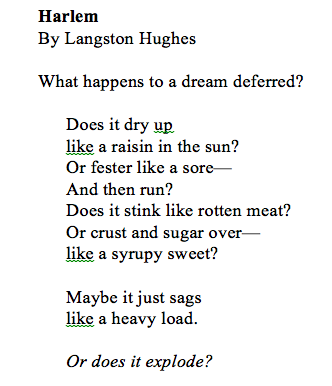 Harlem
By Langston Hughes
What happens to a dream deferred?
Does it dry up
like a raisin in the sun?
Or fester like a sore—
And then run?
Does it stink like rotten meat?
Or crust and sugar over—
like a syrupy sweet?
Maybe it just sags
like a heavy load.
Or does it explode?